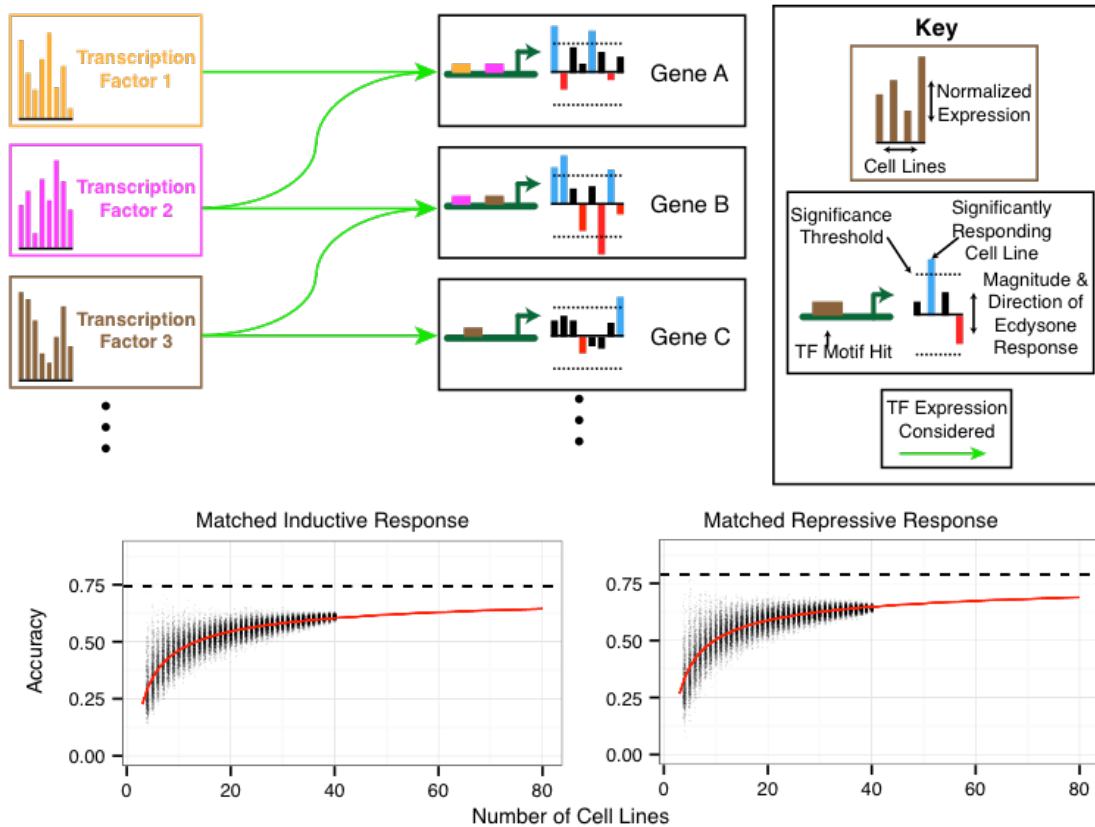 Transcription
Factor 1
Gene A
Transcription
Factor 2
Gene B
Transcription
Factor 3
Gene C
Key
Normalized
Expression
Cell Lines
Significance
Threshold
Significantly
Responding
Cell Line
Magnitude &
Direction of
Ecdysone
Response
TF Motif Hit
TF Expression
Considered
Matched Inductive Response
Accuracy
0.75
0.50
0.25
0.00
0 20 40 60 80
Matched Repressive Response
0.75
0.50
0.25
0.00
0 20 40 60 80
Number of Cell Lines